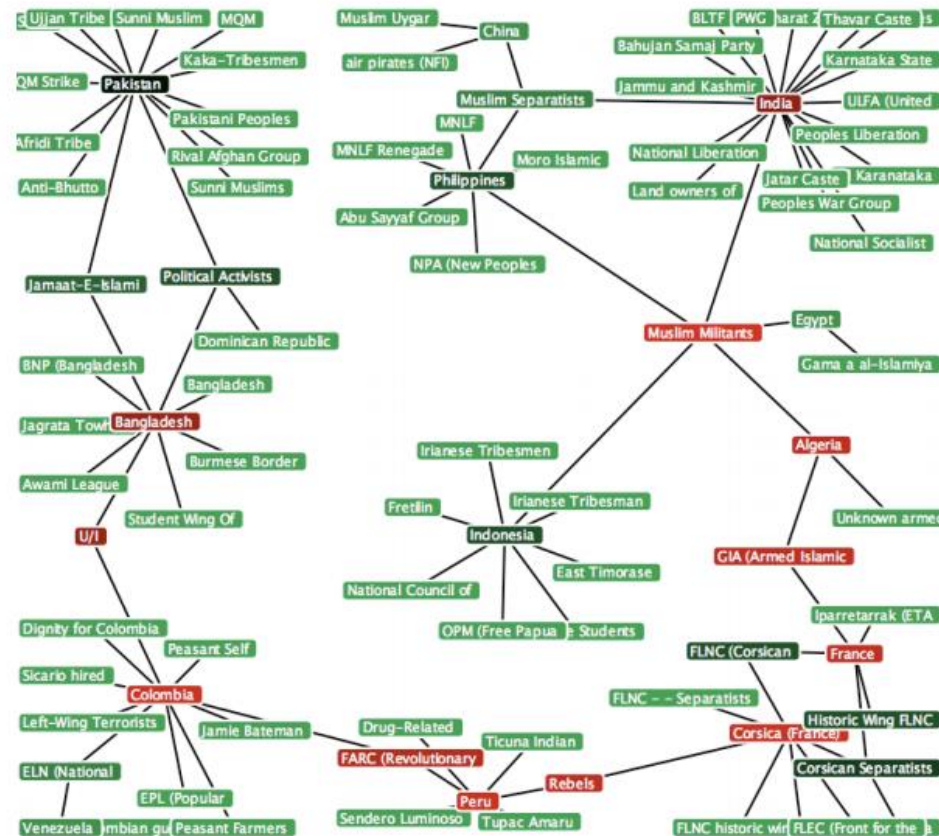 Ujjan Tribe
Sunni Muslim
MQM
Kaka-Tribesmen
QM Strike
Pakistan
Pakistani Peoples
Afridi Tribe
Rival Afghan Group
Anti-Bhutto
Sunni Muslims
Muslim Uygar
China
air pirates (NFI)
Muslim Separatists
MNLF
MNLF Renegade
Moro Islamic
Philippines
Abu Sayyaf Group
NPA (New Peoples
BLTF
PWG
Thavar Caste
Bahujan Samaj Party
Karnataka State
Jammu and Kashmir
India
ULFA (United
Peoples Liberation
National Liberation
Jatar Caste
Karanataka
Land owners of
Peoples War Group
National Socialist
Jamaat-E-Islami
Political Activists
Dominican Republic
Muslim Militants
Egypt
Gama a al-Islamiya
BNP (Bangladesh
Bangladesh
Jagrata
Bangladesh
Burmese Border
Awami League
Student Wing Of
U/I
Irianese Tribesmen
Fretilin
Irianese Tribesman
Indonesia
East Timorase
National Council of
OPM (Free Papua
e Students
Algeria
Unknown armed
GIA (Armed Islamic
Iparretarrak (ETA
FLNC (Corsican
France
Dignity for Colombia
Peasant Self
Sicario hired
Colombia
Left-Wing Terrorists
Jamie Bateman
ELN (National
EPL (Popular
Venezuela
Peasant Farmers
Drug-Related
Ticuna Indian
FARC (Revolutionary
Rebels
Peru
Sendero Luminoso
Tupac Amaru
FLNC - - Separatists
Historic Wing FLNC
Corsica (France)
Corsican Separatists
FLNC historic
FLEC (Front for the